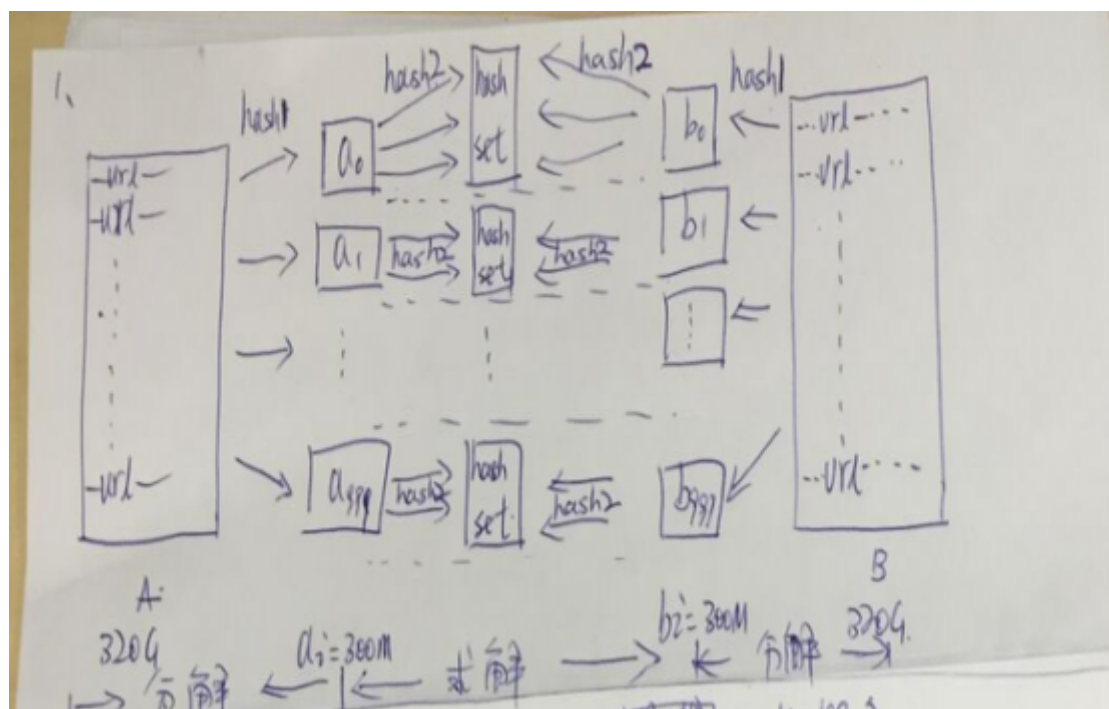 1、
hash2 hash hash2
hash1 set hash1
a0 b0 ---url----
-url- ---url---
-url-
a1 hash2 hash set hash2 b1
-url- a999 hash2 hash set hash2 b999 ---url----
A B
320G ai=300M bi=300M 320G
分解 求解 分解